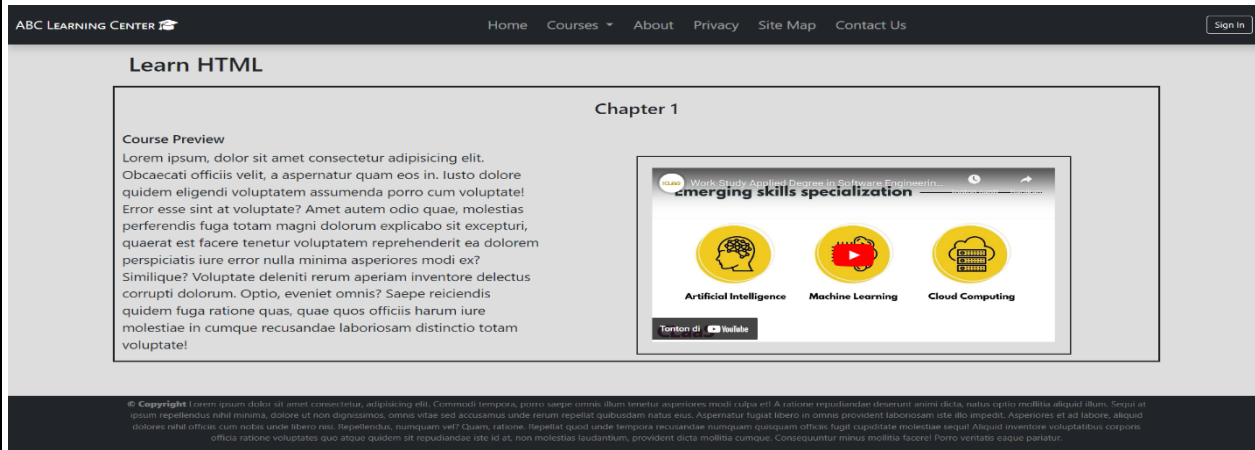 ABC LEARNING CENTER Home Courses About Privacy Site Map Contact Us Sign In
Learn HTML
Chapter 1
Course Preview
Lorem ipsum, dolor sit amet consectetur adipisicing elit.
Obcaecati officiis velit, a aspernatur quam eos in. Iusto dolore
quidem eligendi voluptatem assumenda porro cum voluptate!
Error esse sint at voluptate? Amet autem odio quae, molestias
perferendis fuga totam magni dolorum explicabo sit excepturi,
quaerat est facere tenetur voluptatem reprehenderit ea dolorem
perspiciatis iure error nulla minima asperiores modi ex?
Similique? Voluptate deleniti rerum aperiam inventore delectus
corrupti dolorum. Optio, eveniet omnis? Saepe reiciendis
quidem fuga ratione quas, quae quos officiis harum iure
molestiae in cumque recusandae laboriosam distinctio totam
voluptate!
Work Study Applied Degree in Software Engineerin...
Emerging skills specialization
Artificial Intelligence Machine Learning Cloud Computing
Tonton di YouTube
© Copyright Lorem ipsum dolor sit amet consectetur, adipisicing elit. Commodi tempora, porro saepe omnis illum tenetur asperiores modi culpa et! A ratione repudiandae deserunt animi dicta, natus optio mollitia aliquid illum. Sequi at
ipsum repellendus nihil minima, dolore ut non dignissimos, omnis vitae sed accusamus unde rerum repellat quibusdam natus eius. Aspernatur fugiat libero in omnis provident laboriosam iste illo impedit. Asperiores et ad labore, aliquid
dolores nihil officiis cum nobis unde libero nisi. Repellendus, numquam vel? Quam, ratione. Repellat quod unde tempora recusandae numquam quisquam officiis fugit cupiditate molestiae sequi! Aliquid inventore voluptatibus corporis
officia ratione voluptates quo atque quidem sit repudiandae iste id at, non molestias laudantium, provident dicta mollitia cumque. Consequuntur minus mollitia facere! Porro veritatis eaque pariatur.